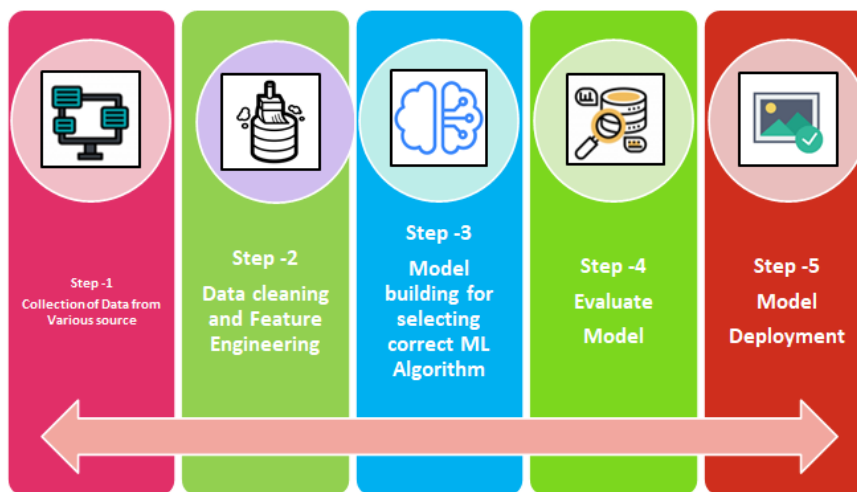 Step -1
Collection of Data from
Various source
Step -2
Data cleaning
and Feature
Engineering
Step -3
Model
building for
selecting
correct ML
Algorithm
Step -4
Evaluate
Model
Step -5
Model
Deployment